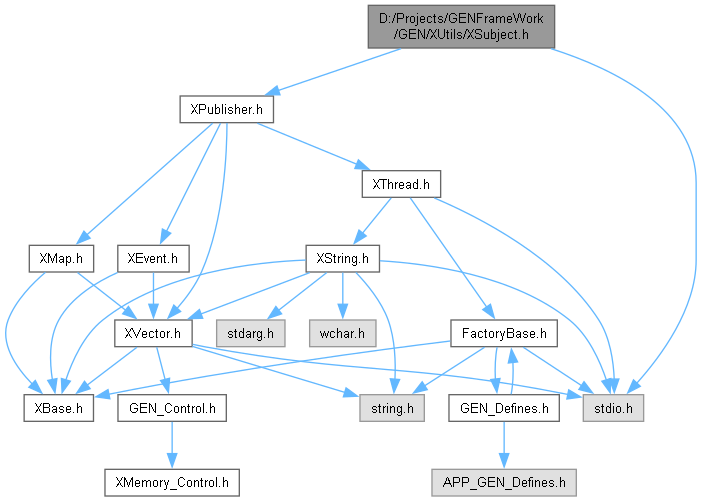 D:/Projects/GENFrameWork
/GEN/XUtils/XSubject.h
XPublisher.h
XThread.h
XMap.h
XEvent.h
XString.h
XVector.h
stdarg.h
wchar.h
FactoryBase.h
XBase.h
GEN_Control.h
string.h
GEN_Defines.h
stdio.h
XMemory_Control.h
APP_GEN_Defines.h